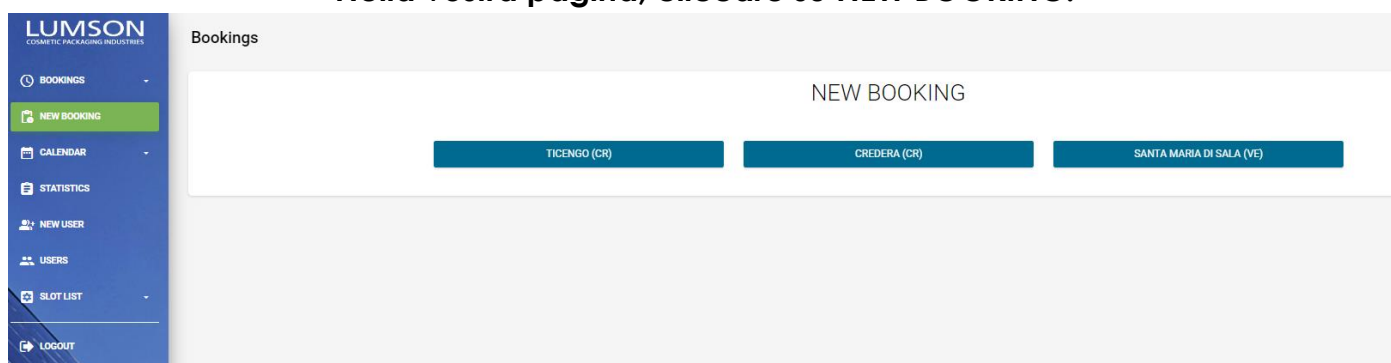 LUMSON
COSMETIC PACKAGING INDUSTRIES
Bookings
BOOKINGS
NEW BOOKING
CALENDAR
STATISTICS
NEW USER
USERS
SLOT LIST
LOGOUT
NEW BOOKING
TICENGO (CR)
CREDERA (CR)
SANTA MARIA DI SALA (VE)